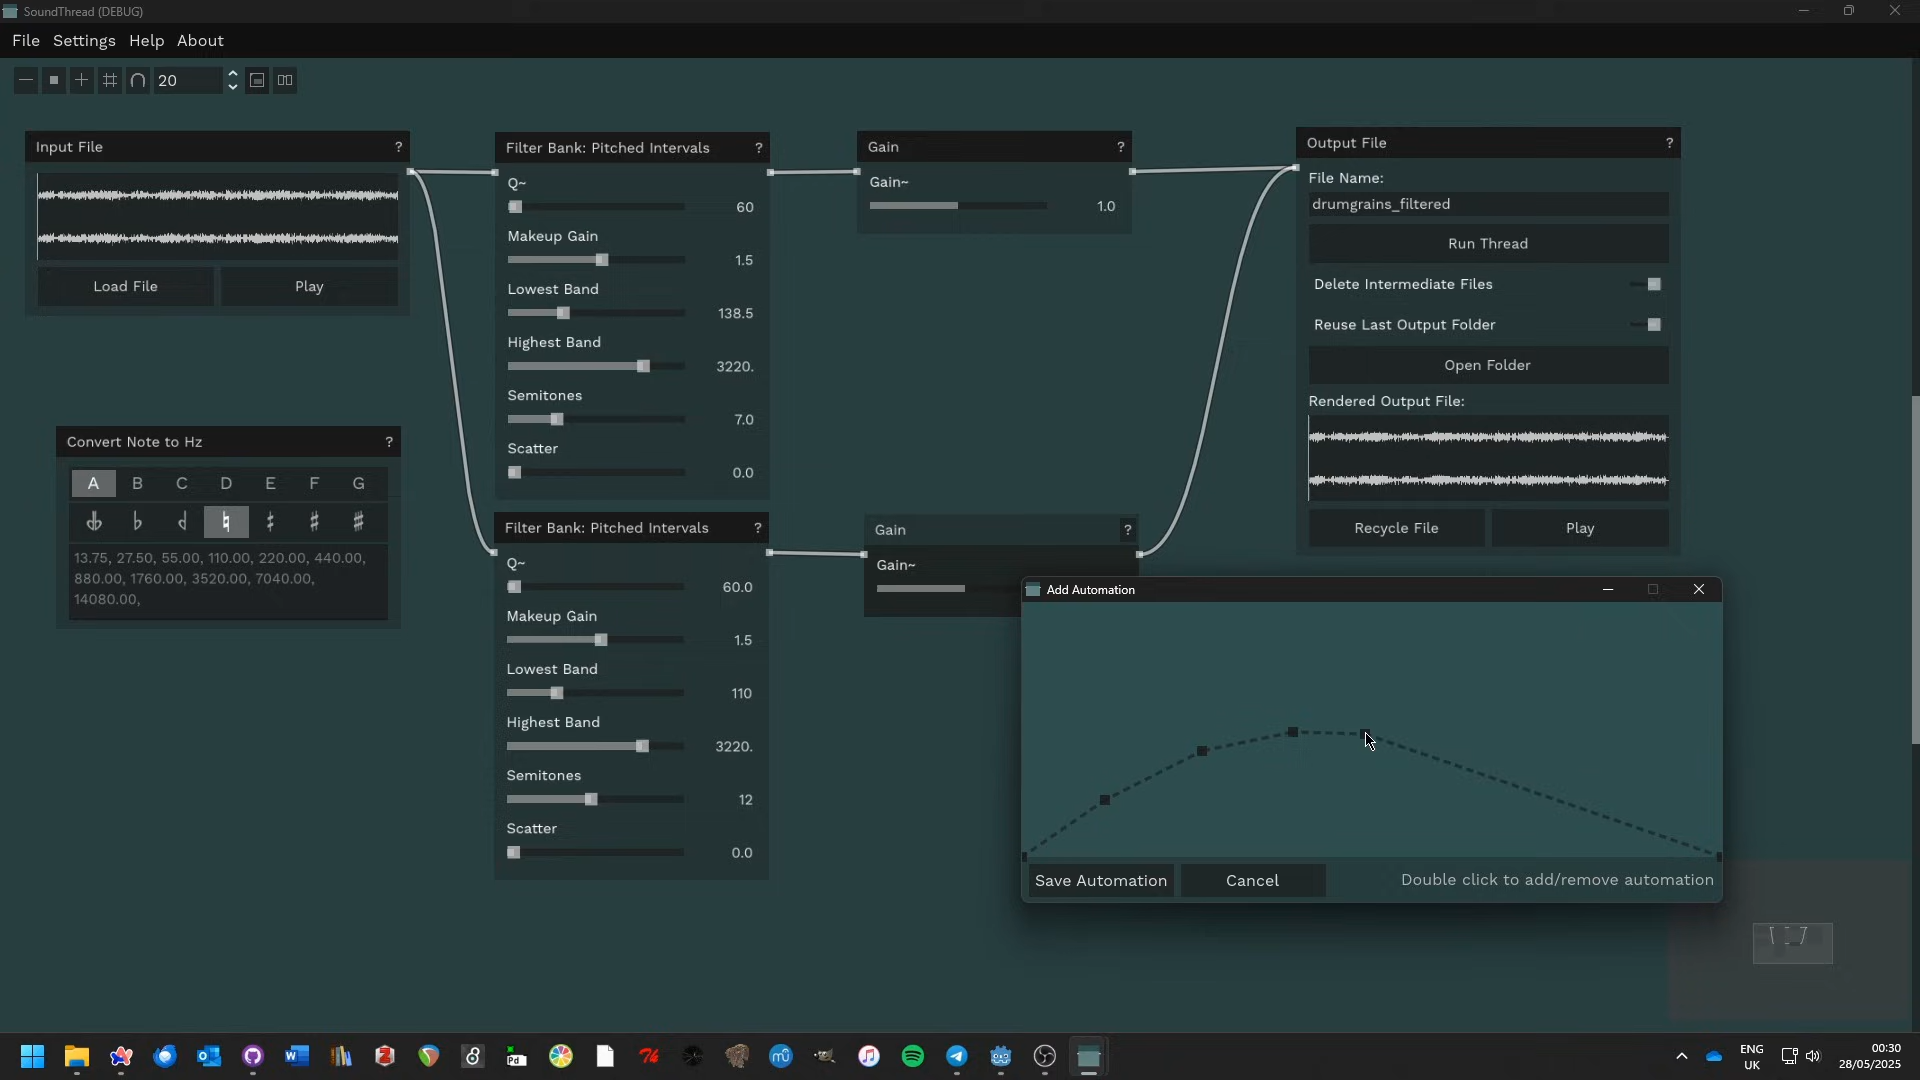 SoundThread (DEBUG)
File Settings Help About
20
Input File ?
Load File Play
Convert Note to Hz ?
A B C D E F G
13.75, 27.50, 55.00, 110.00, 220.00, 440.00,
880.00, 1760.00, 3520.00, 7040.00,
14080.00,
Filter Bank: Pitched Intervals ?
Q~
60
Makeup Gain
1.5
Lowest Band
138.5
Highest Band
3220.
Semitones
7.0
Scatter
0.0
Filter Bank: Pitched Intervals ?
Q~
60.0
Makeup Gain
1.5
Lowest Band
110
Highest Band
3220.
Semitones
12
Scatter
0.0
Gain ?
Gain~
1.0
Gain ?
Gain~
Output File ?
File Name:
drumgrains_filtered
Run Thread
Delete Intermediate Files
Reuse Last Output Folder
Open Folder
Rendered Output File:
Recycle File Play
Add Automation
Save Automation Cancel Double click to add/remove automation
Pd
ENG
UK
00:30
28/05/2025